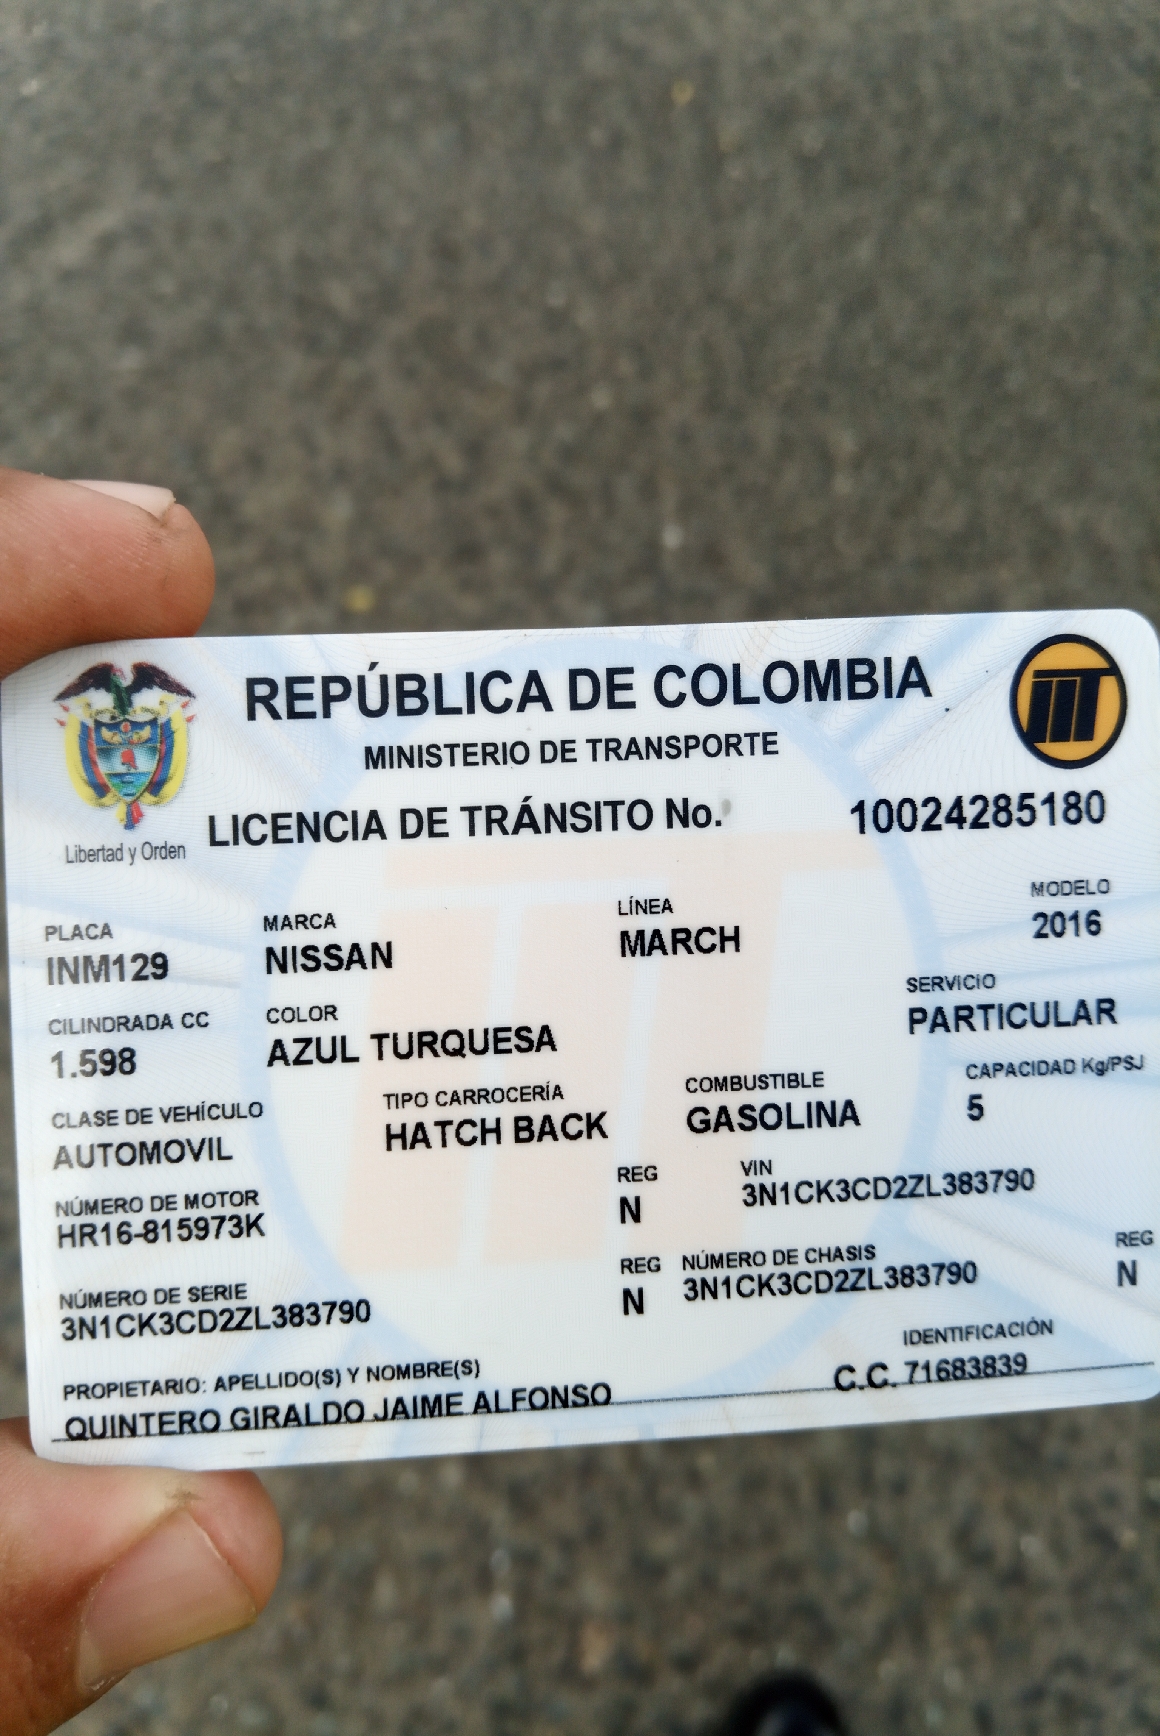 REPÚBLICA DE COLOMBIA
MINISTERIO DE TRANSPORTE
Libertad y Orden
LICENCIA DE TRÁNSITO No. 10024285180
PLACA MARCA LÍNEA MODELO
INM129 NISSAN MARCH 2016
CILINDRADA CC COLOR SERVICIO
1.598 AZUL TURQUESA PARTICULAR
CLASE DE VEHÍCULO TIPO CARROCERÍA COMBUSTIBLE CAPACIDAD Kg/PSJ
AUTOMOVIL HATCH BACK GASOLINA 5
NÚMERO DE MOTOR REG VIN
HR16-815973K N 3N1CK3CD2ZL383790
NÚMERO DE SERIE REG NÚMERO DE CHASIS REG
3N1CK3CD2ZL383790 N 3N1CK3CD2ZL383790 N
PROPIETARIO: APELLIDO(S) Y NOMBRE(S) IDENTIFICACIÓN
QUINTERO GIRALDO JAIME ALFONSO C.C. 71683839